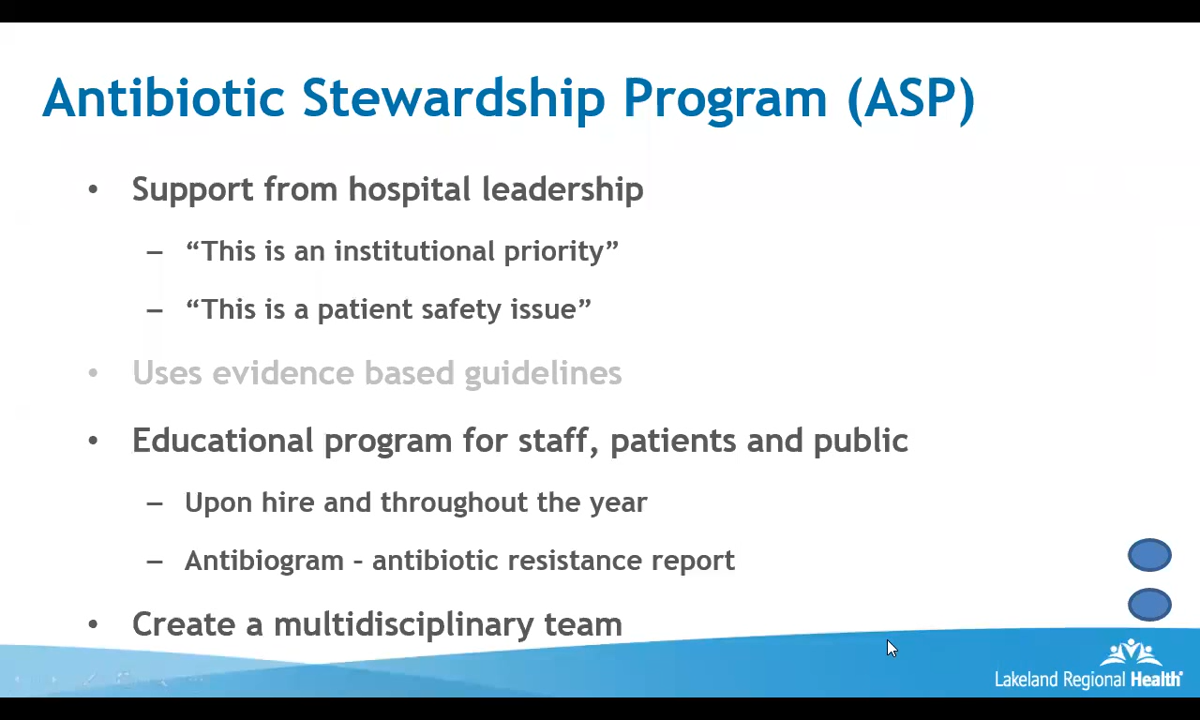 Antibiotic Stewardship Program (ASP)
• Support from hospital leadership
– “This is an institutional priority”
– “This is a patient safety issue”
• Uses evidence based guidelines
• Educational program for staff, patients and public
– Upon hire and throughout the year
– Antibiogram – antibiotic resistance report
• Create a multidisciplinary team
Lakeland Regional Health